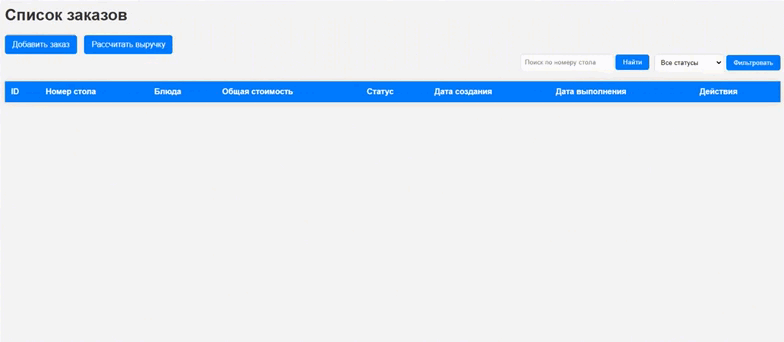 Список заказов
Добавить заказ Рассчитать выручку
Поиск по номеру стола Найти Все статусы Фильтровать
ID Номер стола Блюда Общая стоимость Статус Дата создания Дата выполнения Действия